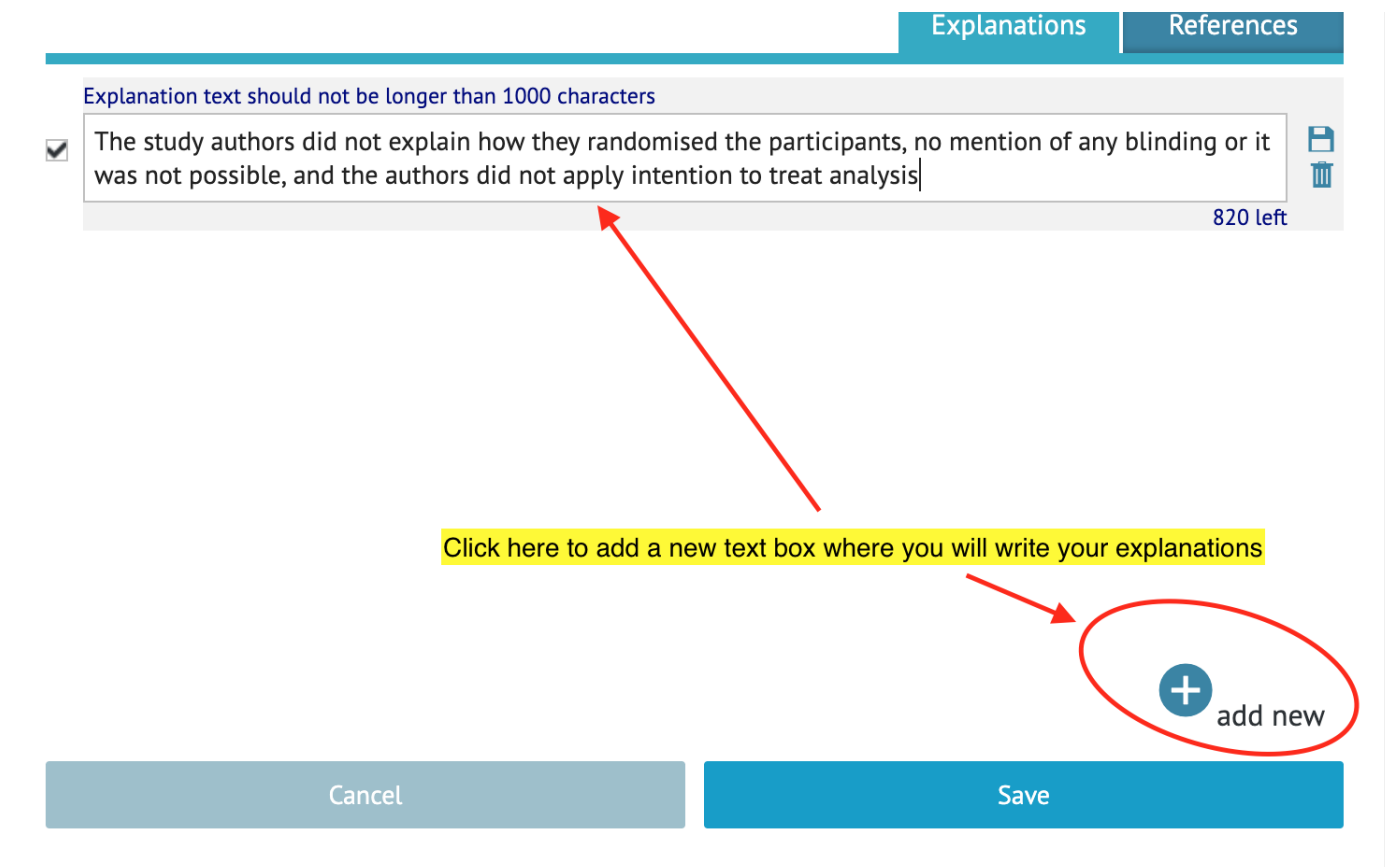 Explanations References
Explanation text should not be longer than 1000 characters
The study authors did not explain how they randomised the participants, no mention of any blinding or it
was not possible, and the authors did not apply intention to treat analysis
820 left
Click here to add a new text box where you will write your explanations
add new
Cancel Save